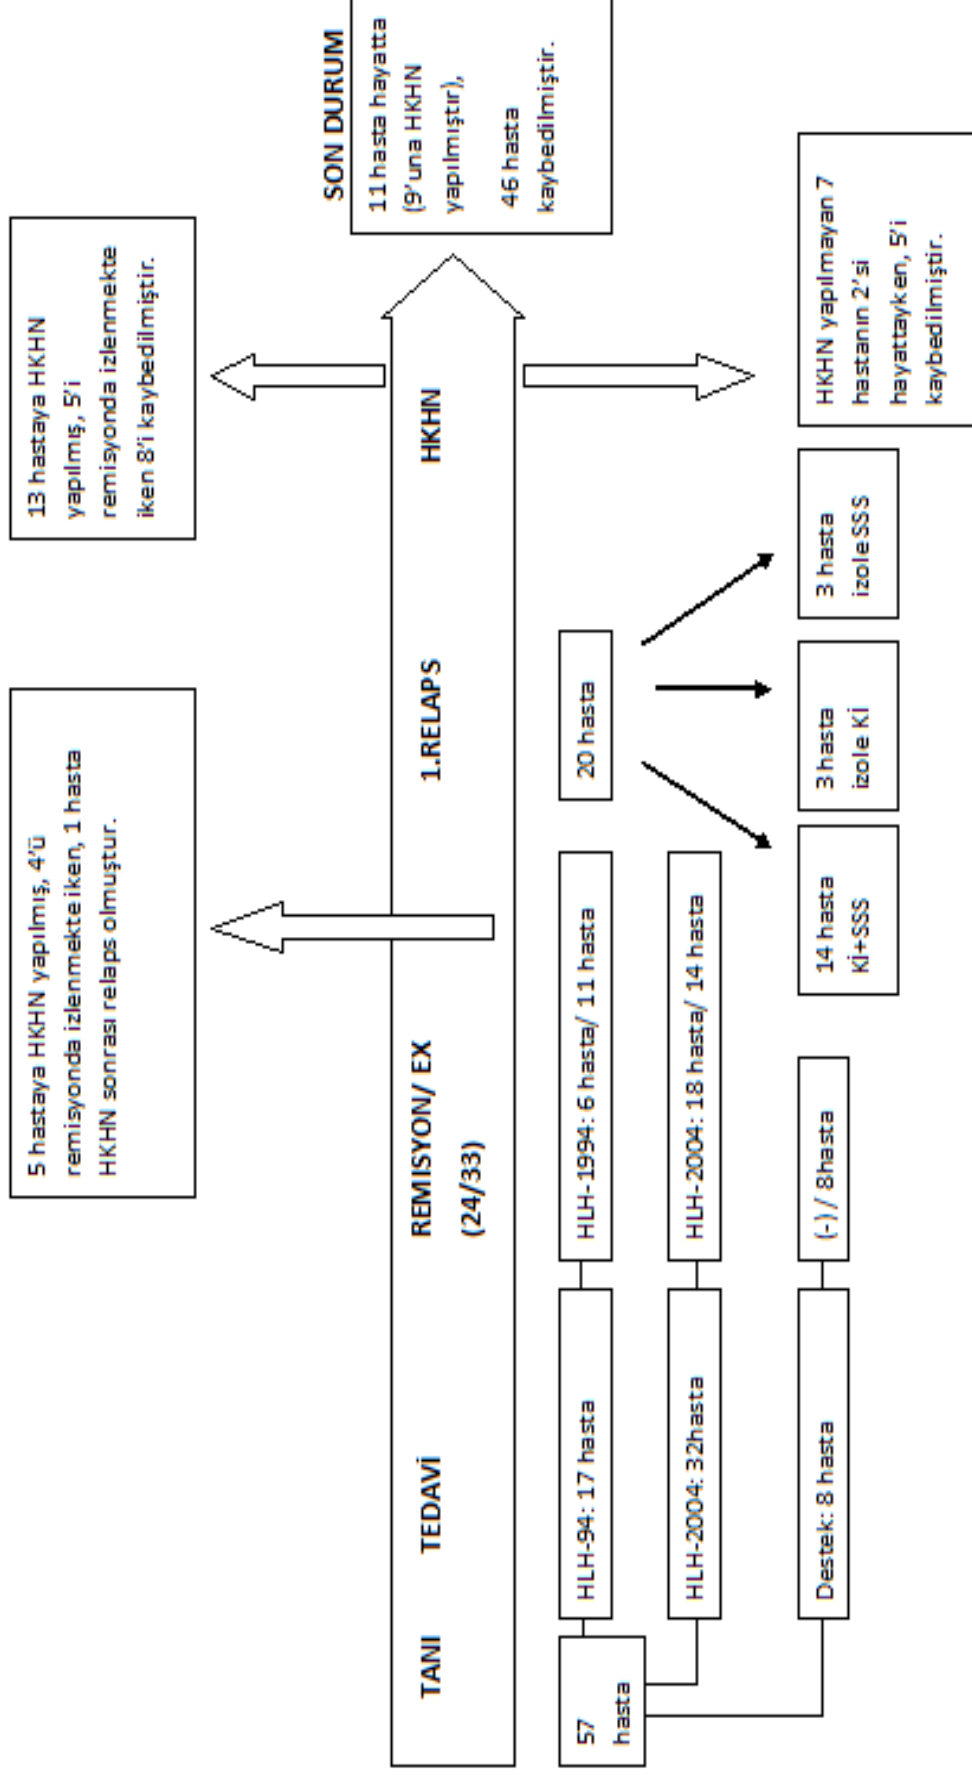 5 hastaya HKHN yapılmış, 4'ü
remisyonda izlenmekte iken, 1 hasta
HKHN sonrası relaps olmuştur.
13 hastaya HKHN
yapılmış, 5'i
remisyonda izlenmekte
iken 8'i kaybedilmiştir.
SON DURUM
11 hasta hayatta
(9'una HKHN
yapılmıştır),
46 hasta
kaybedilmiştir.
TANI
TEDAVİ
REMISYON/ EX
(24/33)
1.RELAPS
HKHN
57
hasta
HLH-94: 17 hasta
HLH-1994: 6 hasta/ 11 hasta
HLH-2004: 32hasta
HLH-2004: 18 hasta/ 14 hasta
Destek: 8 hasta
(-) / 8hasta
20 hasta
14 hasta
Kİ+SSS
3 hasta
izole Kİ
3 hasta
izole SSS
HKHN yapılmayan 7
hastanın 2'si
hayattayken, 5'i
kaybedilmiştir.